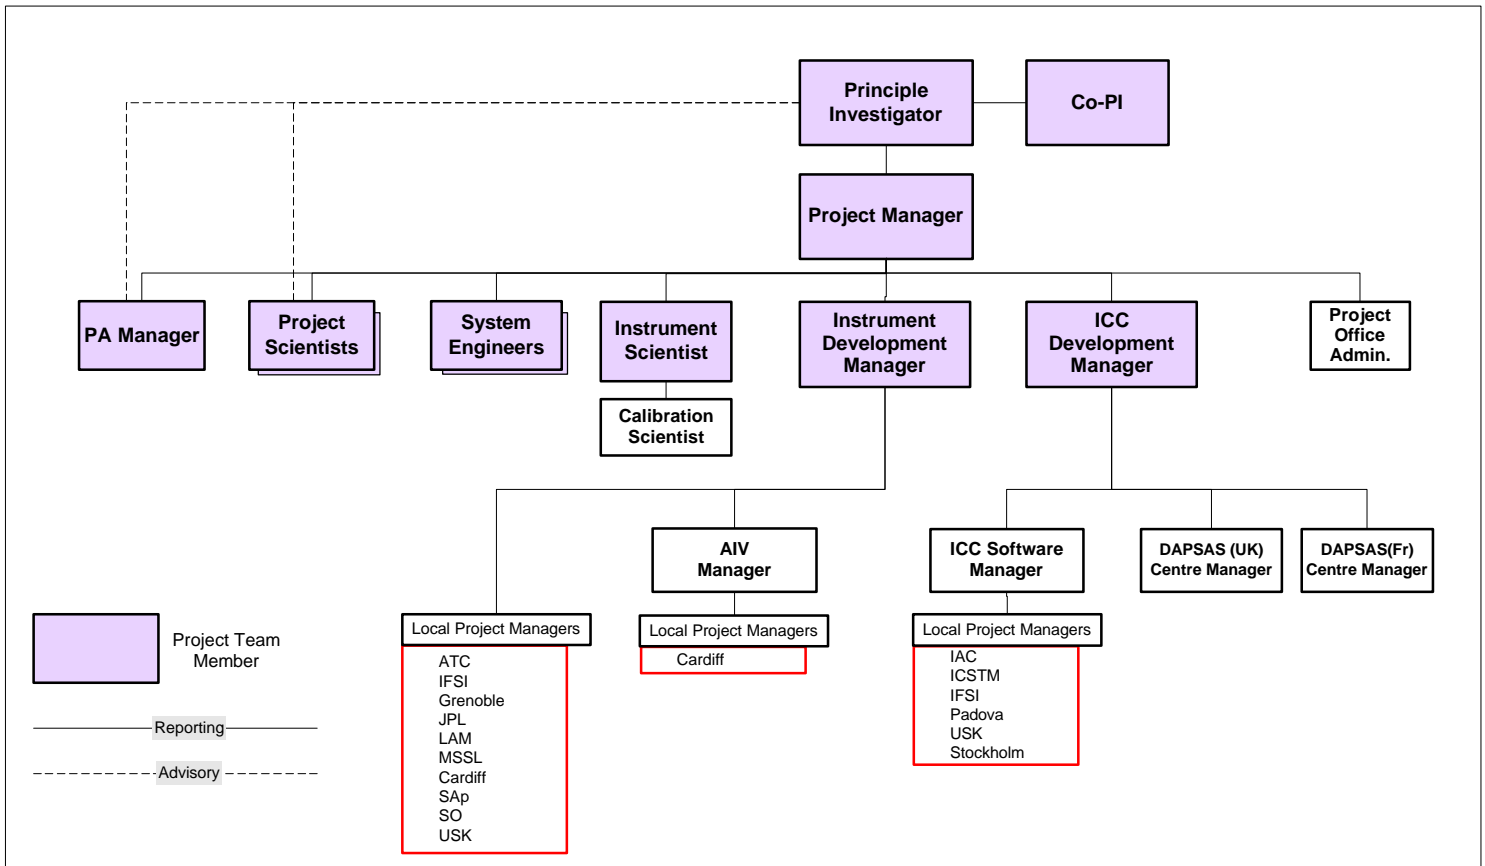 Principle
Investigator
Co-PI
Project Manager
PA Manager
Project
Scientists
System
Engineers
Instrument
Scientist
Instrument
Development
Manager
ICC
Development
Manager
Project
Office
Admin.
Calibration
Scientist
AIV
Manager
ICC Software
Manager
DAPSAS (UK)
Centre Manager
DAPSAS(Fr)
Centre Manager
Local Project Managers
ATC
IFSI
Grenoble
JPL
LAM
MSSL
Cardiff
SAp
SO
USK
Local Project Managers
Cardiff
Local Project Managers
IAC
ICSTM
IFSI
Padova
USK
Stockholm
Project Team
Member
Reporting
Advisory